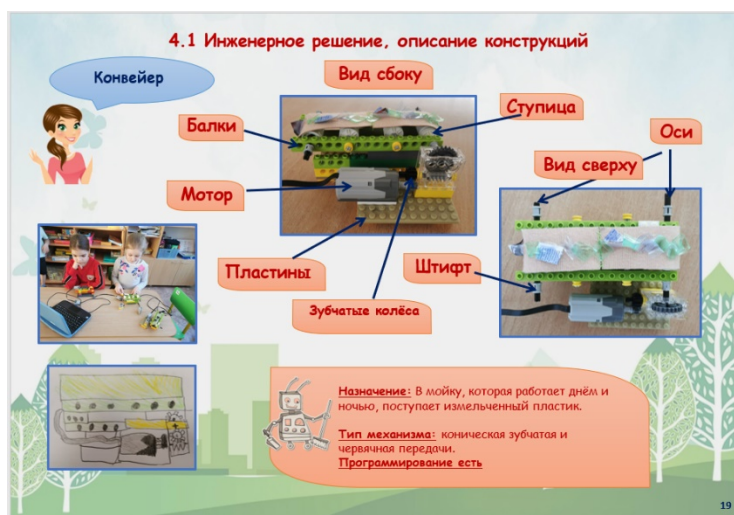 4.1 Инженерное решение, описание конструкций
Конвейер
Вид сбоку
Ступица
Балки
Оси
Вид сверху
Мотор
Пластины
Штифт
Зубчатые колёса
Назначение: В мойку, которая работает днём и
ночью, поступает измельченный пластик.
Тип механизма: коническая зубчатая и
червячная передачи.
Программирование есть
19